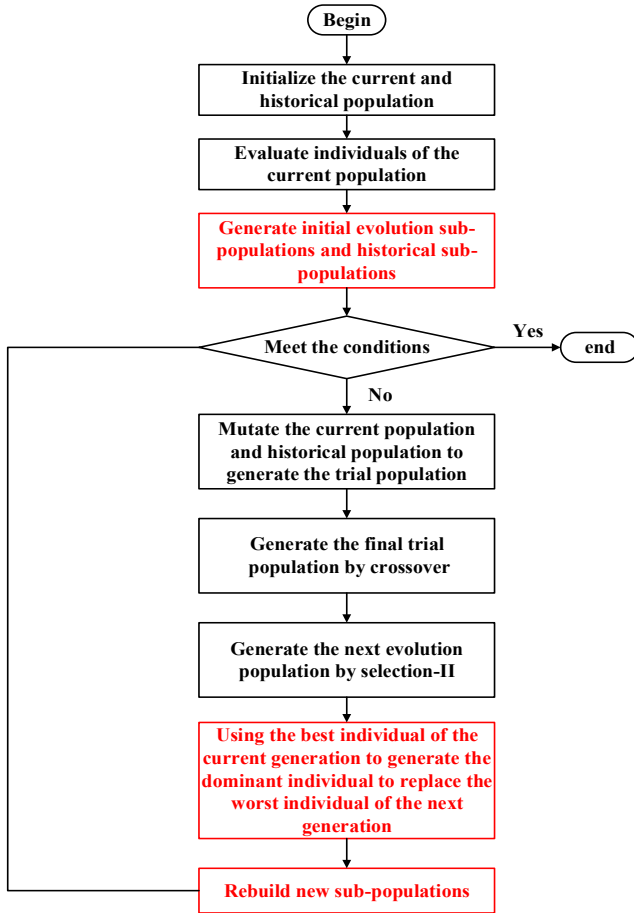 Begin
Initialize the current and
historical population
Evaluate individuals of the
current population
Generate initial evolution sub-
populations and historical sub-
populations
Meet the conditions
Yes
end
No
Mutate the current population
and historical population to
generate the trial population
Generate the final trial
population by crossover
Generate the next evolution
population by selection-II
Using the best individual of the
current generation to generate the
dominant individual to replace the
worst individual of the next
generation
Rebuild new sub-populations